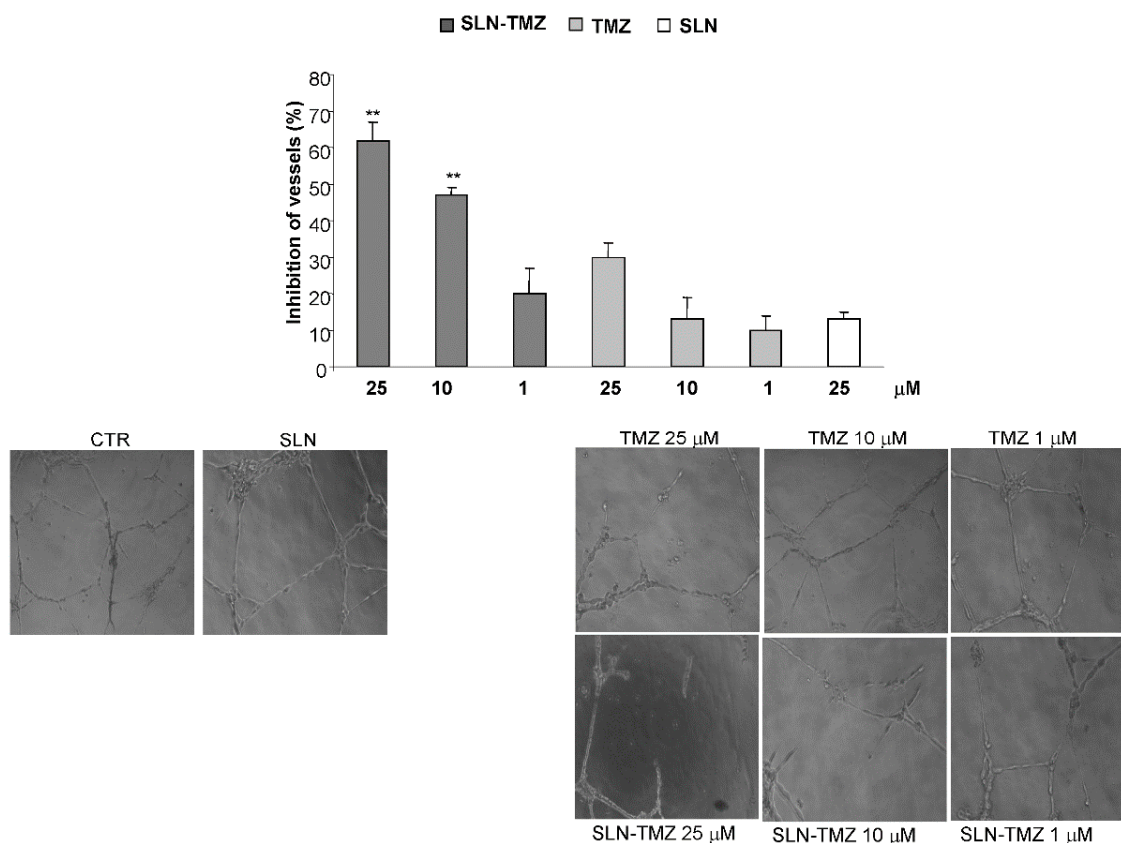 SLN-TMZ TMZ SLN
Inhibition of vessels (%)
80
70
60
50
40
30
20
10
0
**
**
25 10 1 25 10 1 25 μM
CTR SLN
TMZ 25 μM TMZ 10 μM TMZ 1 μM
SLN-TMZ 25 μM SLN-TMZ 10 μM SLN-TMZ 1 μM